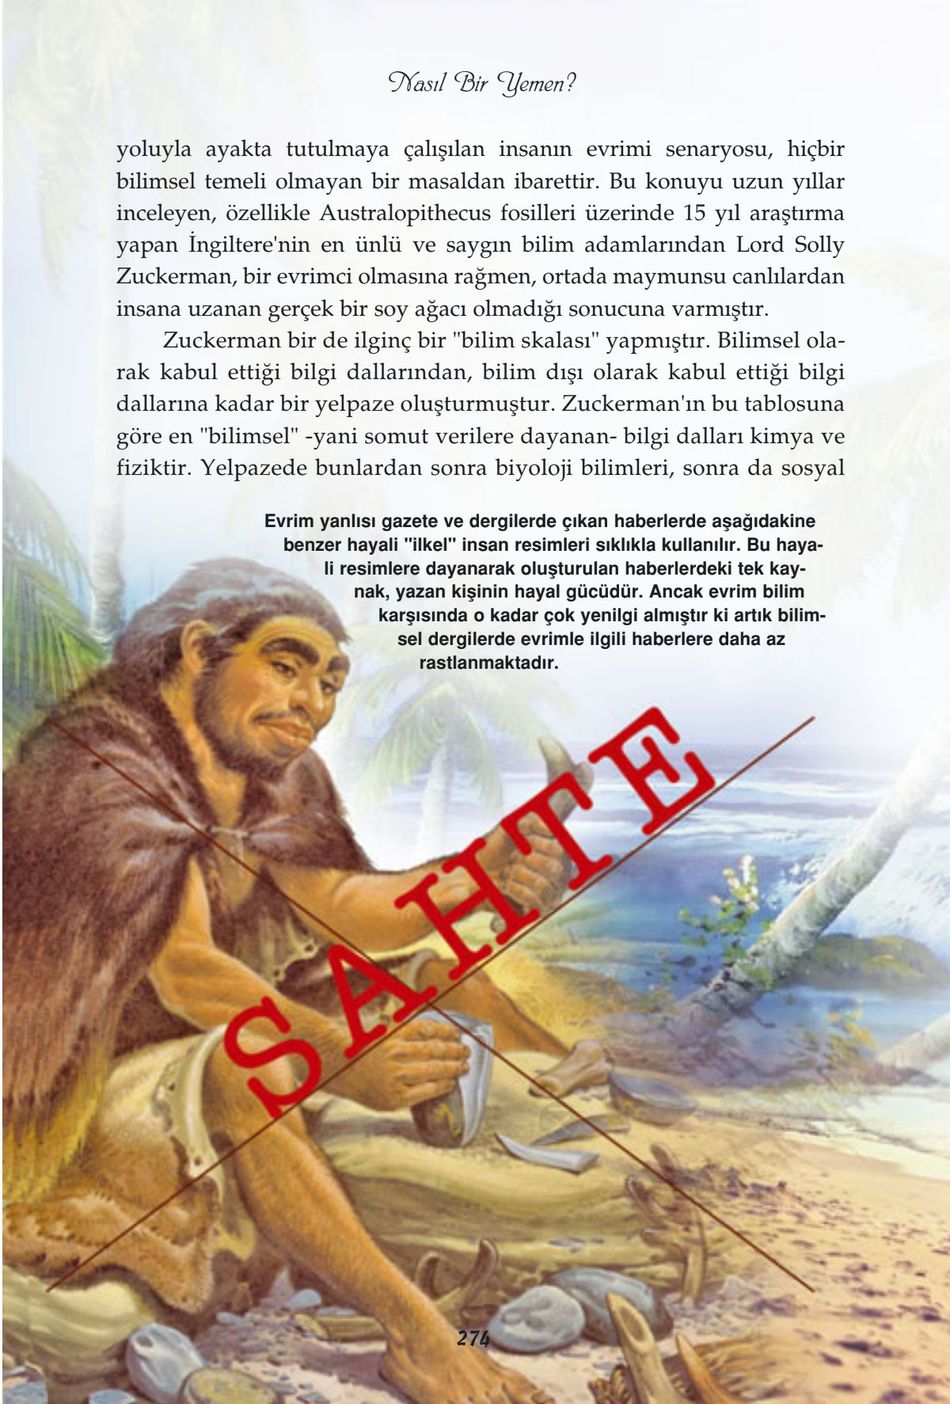 Nasıl Bir Yemen?
yoluyla ayakta tutulmaya çalışılan insanın evrimi senaryosu, hiçbir
bilimsel temeli olmayan bir masaldan ibarettir. Bu konuyu uzun yıllar
inceleyen, özellikle Australopithecus fosilleri üzerinde 15 yıl araştırma
yapan İngiltere'nin en ünlü ve saygın bilim adamlarından Lord Solly
Zuckerman, bir evrimci olmasına rağmen, ortada maymunsu canlılardan
insana uzanan gerçek bir soy ağacı olmadığı sonucuna varmıştır.
Zuckerman bir de ilginç bir "bilim skalası" yapmıştır. Bilimsel ola-
rak kabul ettiği bilgi dallarından, bilim dışı olarak kabul ettiği bilgi
dallarına kadar bir yelpaze oluşturmuştur. Zuckerman'ın bu tablosuna
göre en "bilimsel" -yani somut verilere dayanan- bilgi dalları kimya ve
fiziktir. Yelpazede bunlardan sonra biyoloji bilimleri, sonra da sosyal
Evrim yanlısı gazete ve dergilerde çıkan haberlerde aşağıdakine
benzer hayali "ilkel" insan resimleri sıklıkla kullanılır. Bu haya-
li resimlere dayanarak oluşturulan haberlerdeki tek kay-
nak, yazan kişinin hayal gücüdür. Ancak evrim bilim
karşısında o kadar çok yenilgi almıştır ki artık bilim-
sel dergilerde evrimle ilgili haberlere daha az
rastlanmaktadır.
SAHTE
274